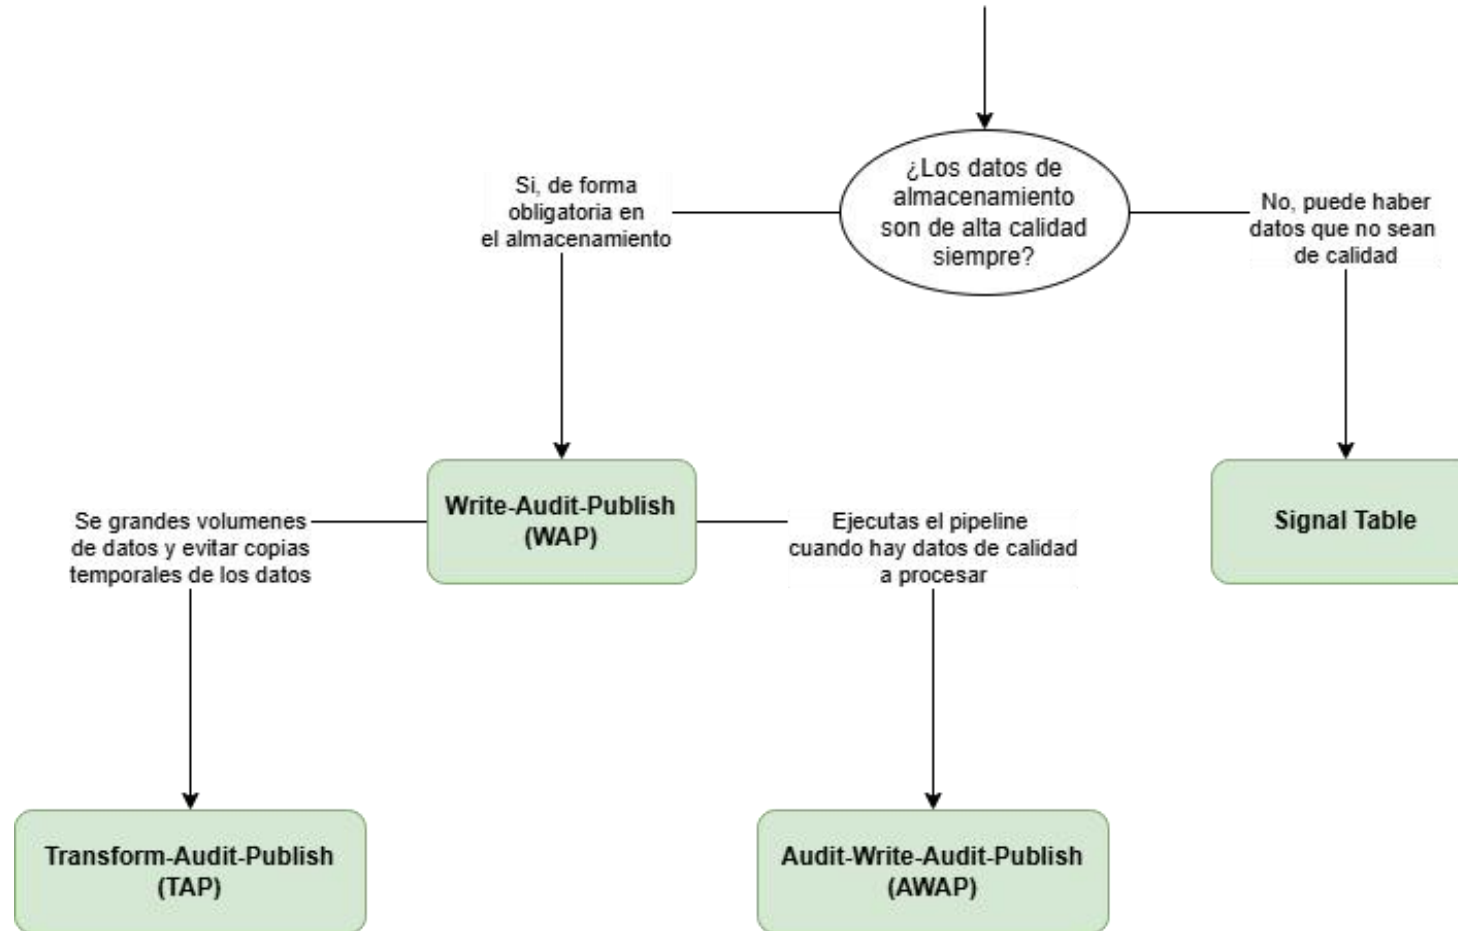 ¿Los datos de
almacenamiento
son de alta calidad
siempre?
Si, de forma
obligatoria en
el almacenamiento
No, puede haber
datos que no sean
de calidad
Write-Audit-Publish
(WAP)
Signal Table
Se grandes volumenes
de datos y evitar copias
temporales de los datos
Ejecutas el pipeline
cuando hay datos de calidad
a procesar
Transform-Audit-Publish
(TAP)
Audit-Write-Audit-Publish
(AWAP)